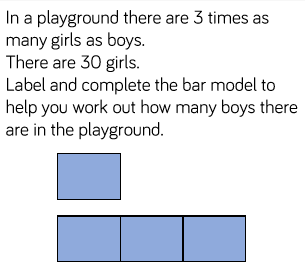 In a playground there are 3 times as
many girls as boys.
There are 30 girls.
Label and complete the bar model to
help you work out how many boys there
are in the playground.